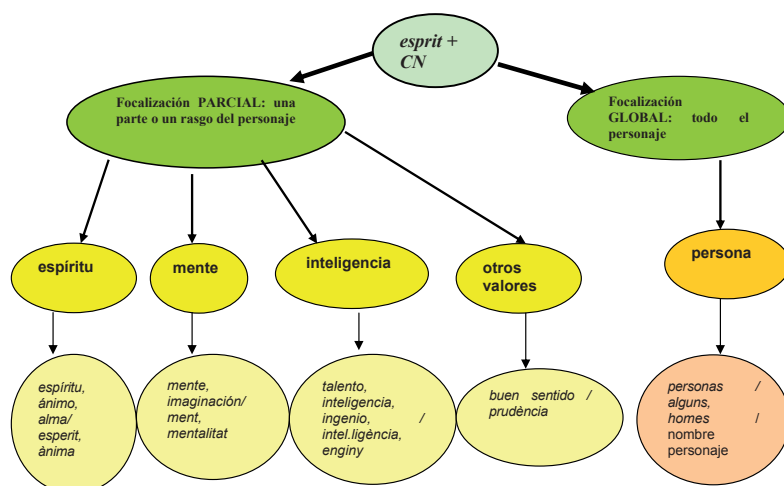 esprit +
CN
Focalización PARCIAL: una
parte o un rasgo del personaje
Focalización
GLOBAL: todo el
personaje
espíritu
mente
inteligencia
otros
valores
persona
espíritu,
ánimo,
alma/
esperit,
ànima
mente,
imaginación/
ment,
mentalitat
talento,
inteligencia,
ingenio, /
intel.ligència,
enginy
buen sentido /
prudència
personas /
alguns,
homes /
nombre
personaje